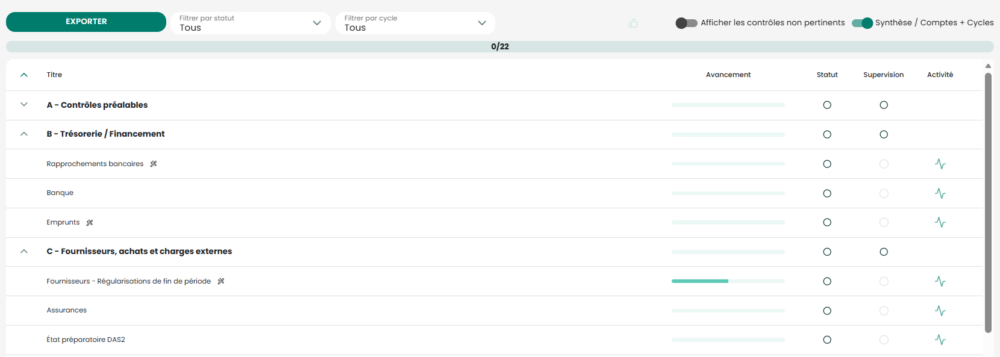 EXPORTER
Filtrer par statut
Tous
Filtrer par cycle
Tous
Afficher les contrôles non pertinents
Synthèse / Comptes + Cycles
0/22
Titre Avancement Statut Supervision Activité
A - Contrôles préalables
B - Trésorerie / Financement
Rapprochements bancaires
Banque
Emprunts
C - Fournisseurs, achats et charges externes
Fournisseurs - Régularisations de fin de période
Assurances
État préparatoire DAS2